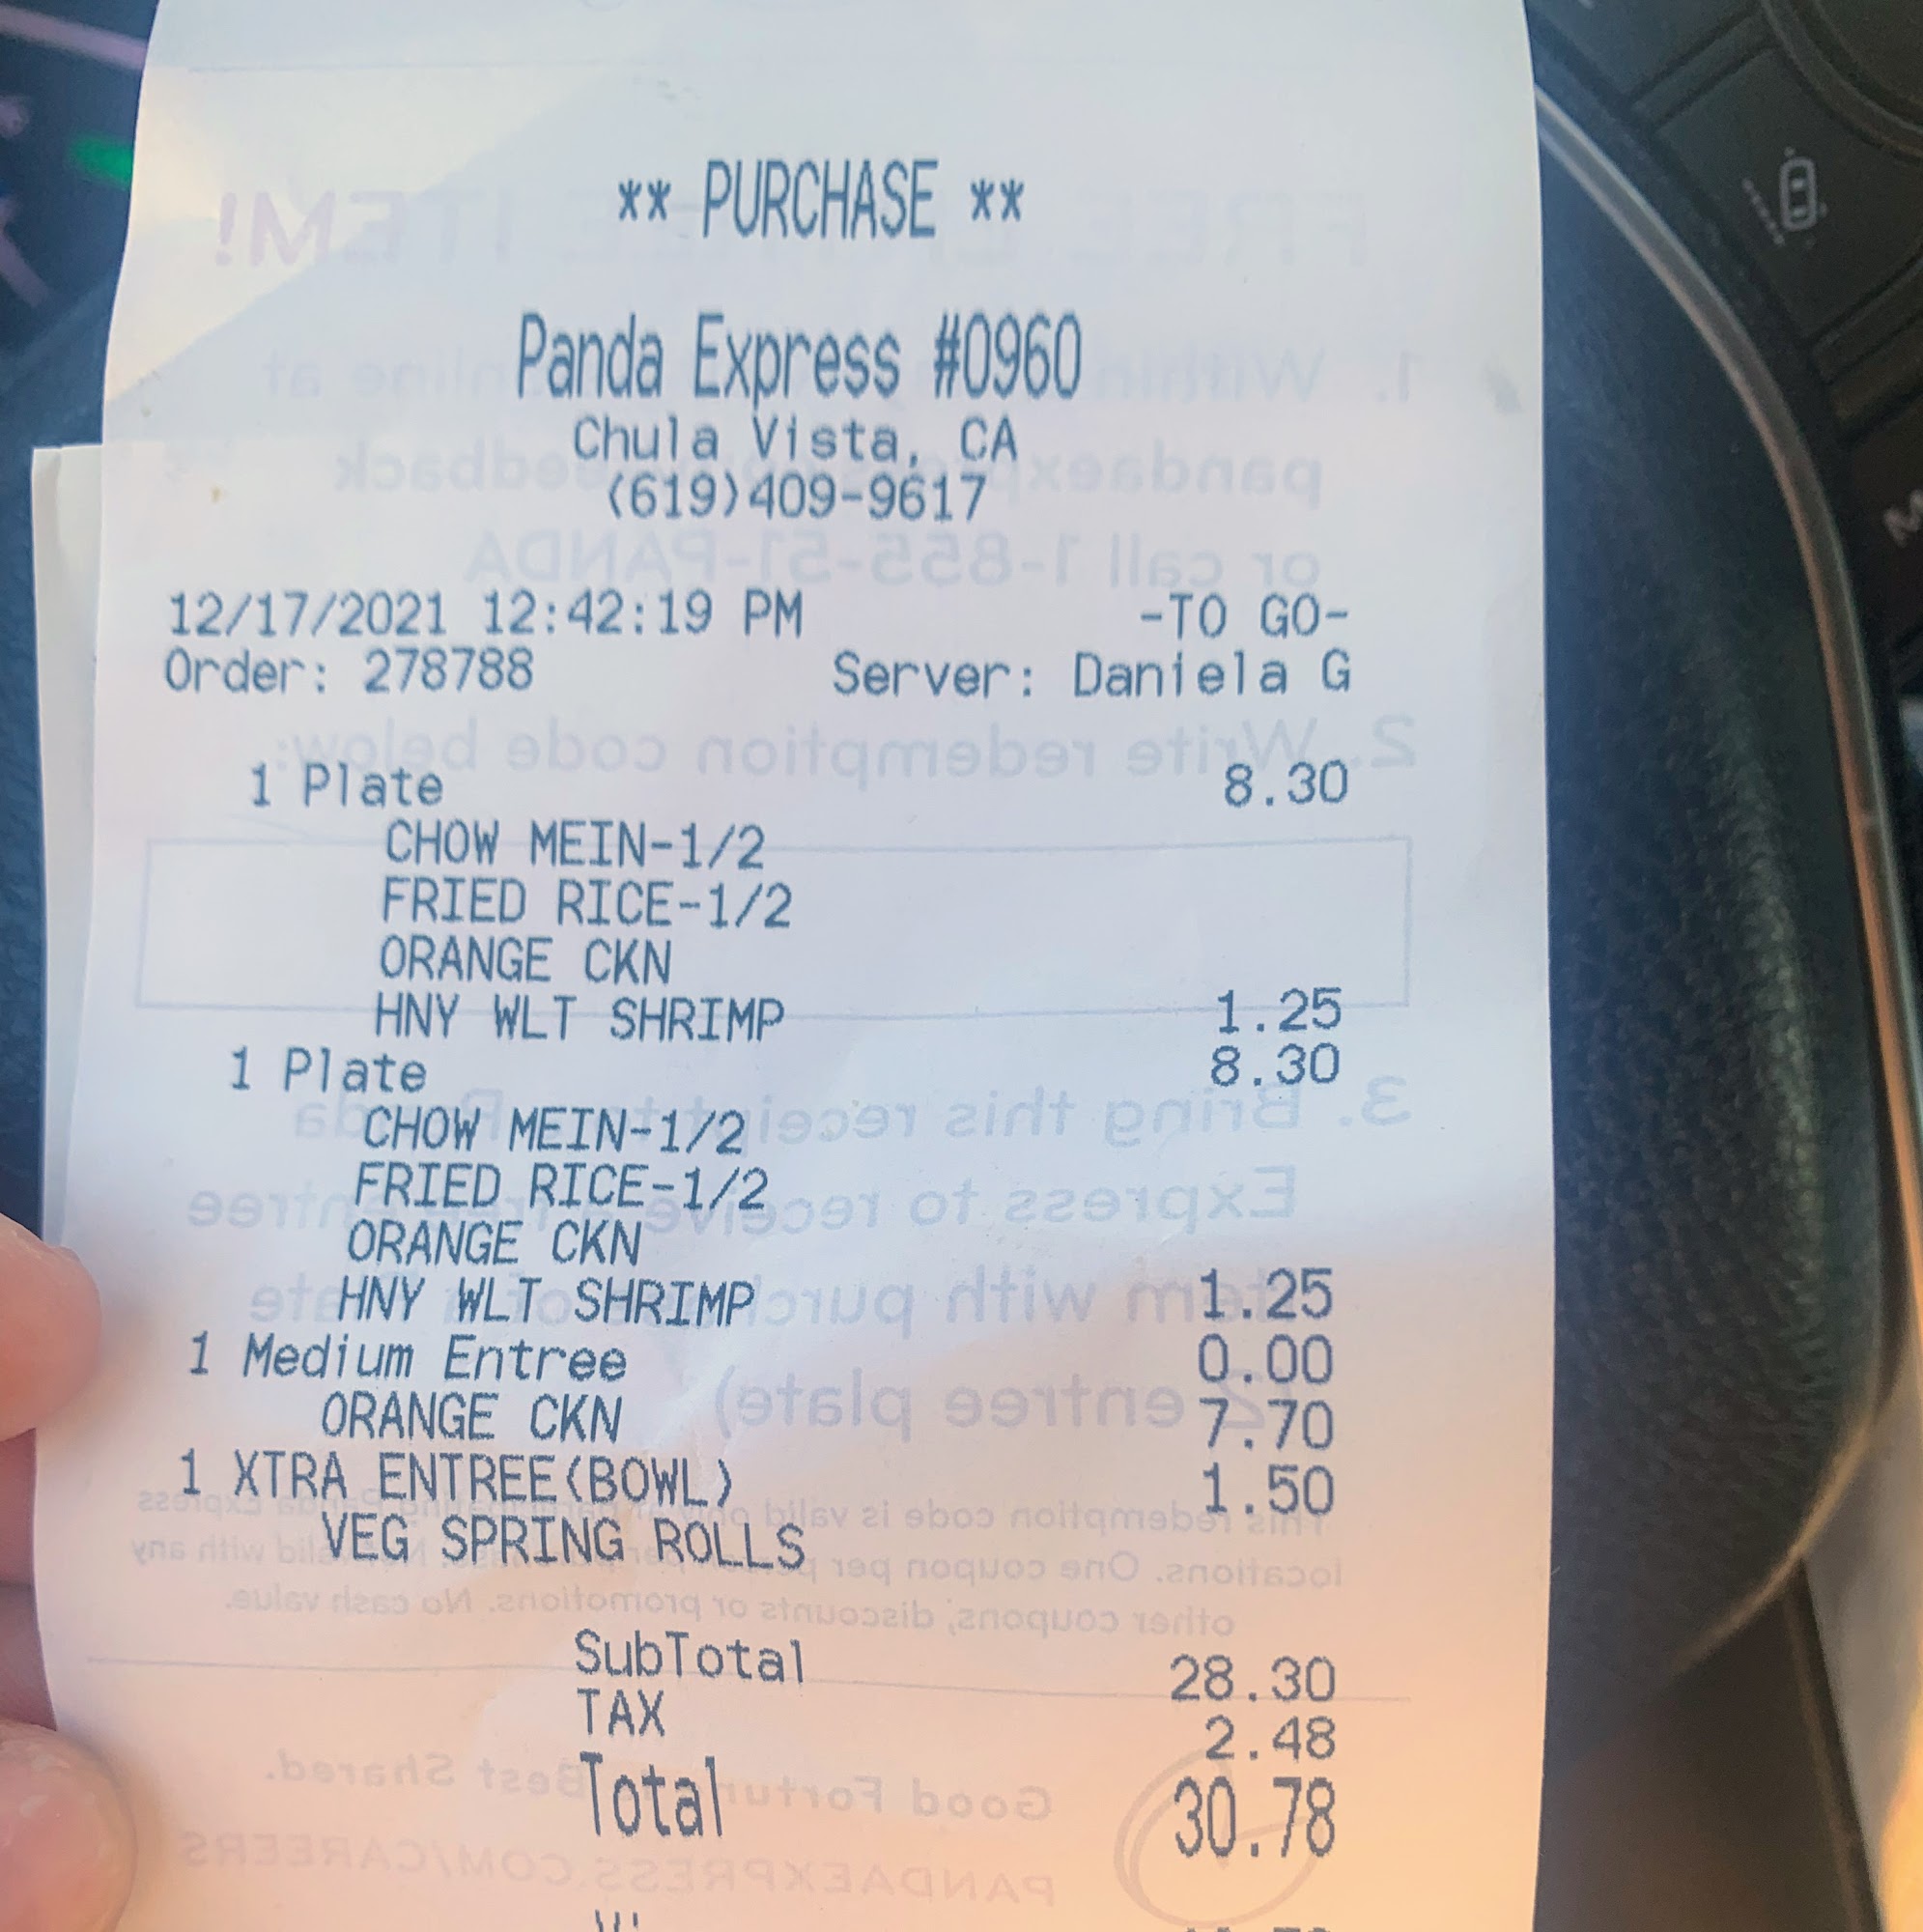 ** PURCHASE **
Panda Express #0960
Chula Vista, CA
(619)409-9617
12/17/2021 12:42:19 PM -TO GO-
Order: 278788 Server: Daniela G
1 Plate 8.30
CHOW MEIN-1/2
FRIED RICE-1/2
ORANGE CKN
HNY WLT SHRIMP 1.25
1 Plate 8.30
CHOW MEIN-1/2
FRIED RICE-1/2
ORANGE CKN
HNY WLT SHRIMP 1.25
1 Medium Entree 0.00
ORANGE CKN 7.70
1 XTRA ENTREE(BOWL) 1.50
VEG SPRING ROLLS
SubTotal 28.30
TAX 2.48
Total 30.78